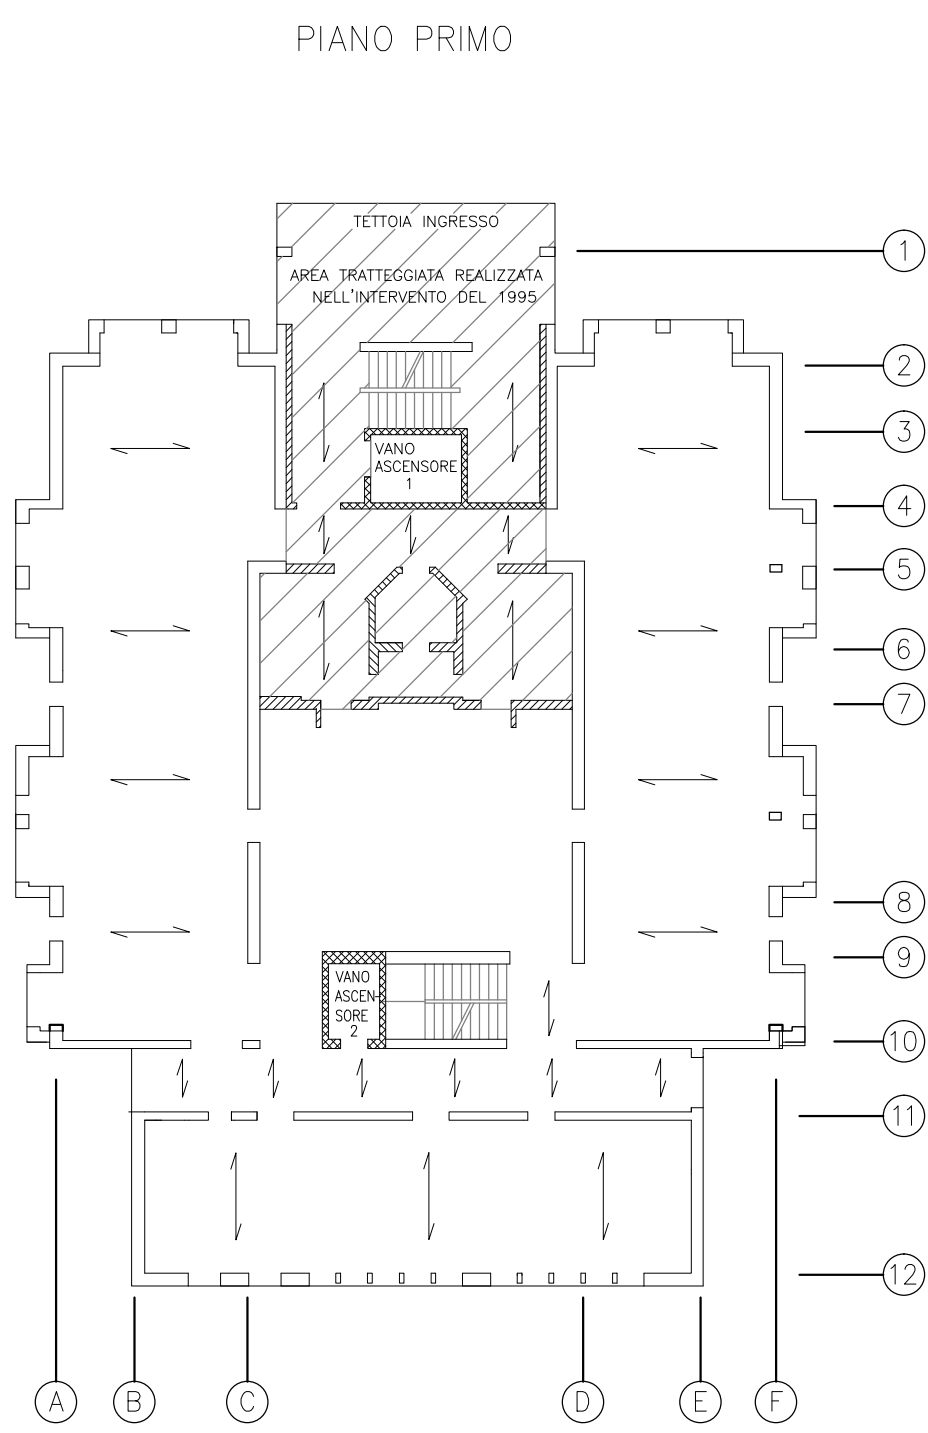 PIANO PRIMO
TETTOIA INGRESSO
1
AREA TRATTEGGIATA REALIZZATA
NELL'INTERVENTO DEL 1995
2
3
VANO
ASCENSORE
1
4
5
6
7
8
9
VANO
ASCEN-
SORE
2
10
11
12
A
B
C
D
E
F